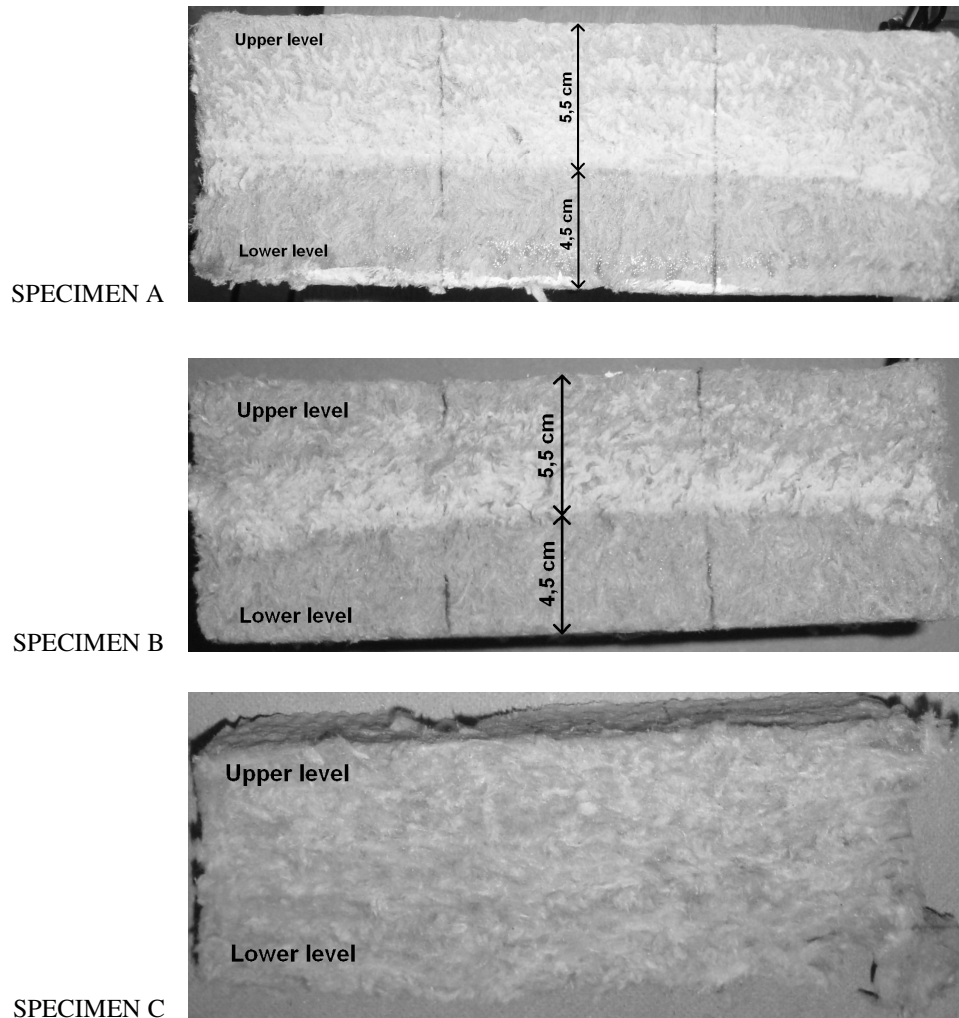 Upper level
5,5 cm
4,5 cm
Lower level
SPECIMEN A
Upper level
5,5 cm
4,5 cm
Lower level
SPECIMEN B
Upper level
Lower level
SPECIMEN C